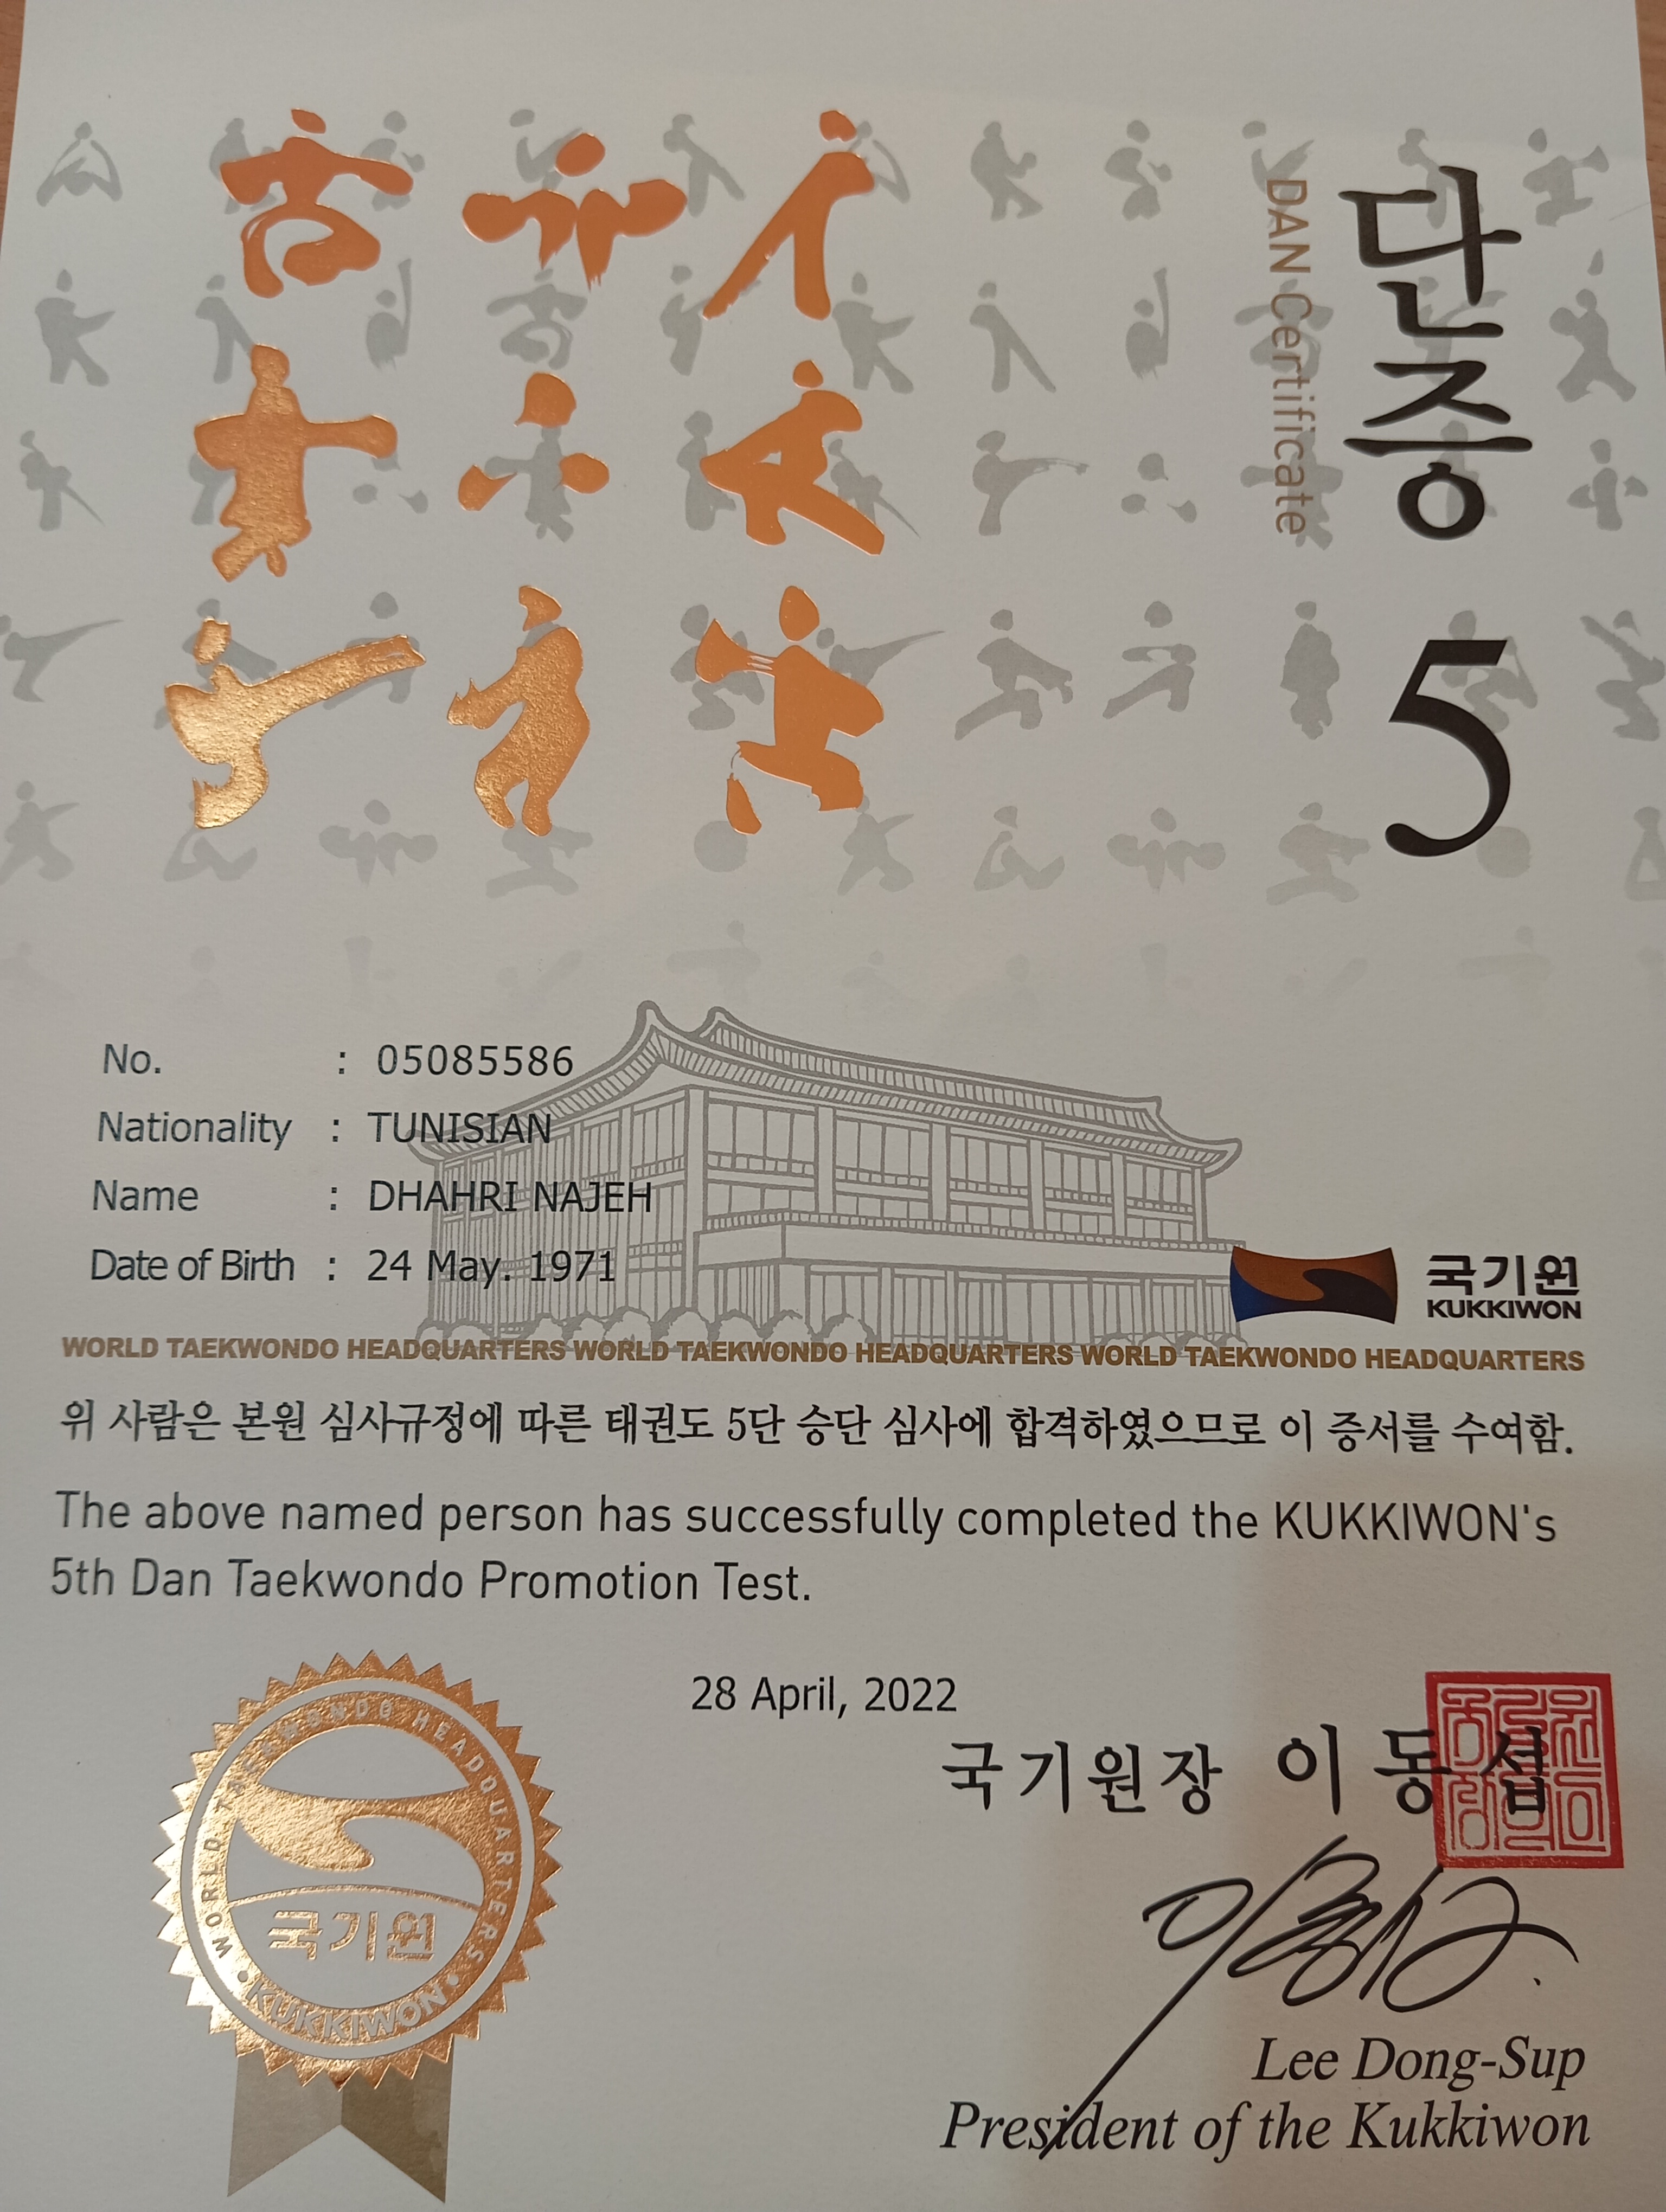 단증 5
DAN Certificate
No. : 05085586
Nationality : TUNISIAN
Name : DHAHRI NAJEH
Date of Birth : 24 May. 1971
국기원
KUKKIWON
WORLD TAEKWONDO HEADQUARTERS WORLD TAEKWONDO HEADQUARTERS WORLD TAEKWONDO HEADQUARTERS
위 사람은 본원 심사규정에 따른 태권도 5단 승단 심사에 합격하였으므로 이 증서를 수여함.
The above named person has successfully completed the KUKKIWON's
5th Dan Taekwondo Promotion Test.
28 April, 2022
국기원장 이동섭
WORLD TAEKWONDO HEADQUARTERS
국기원
• KUKKIWON •
Lee Dong-Sup
President of the Kukkiwon